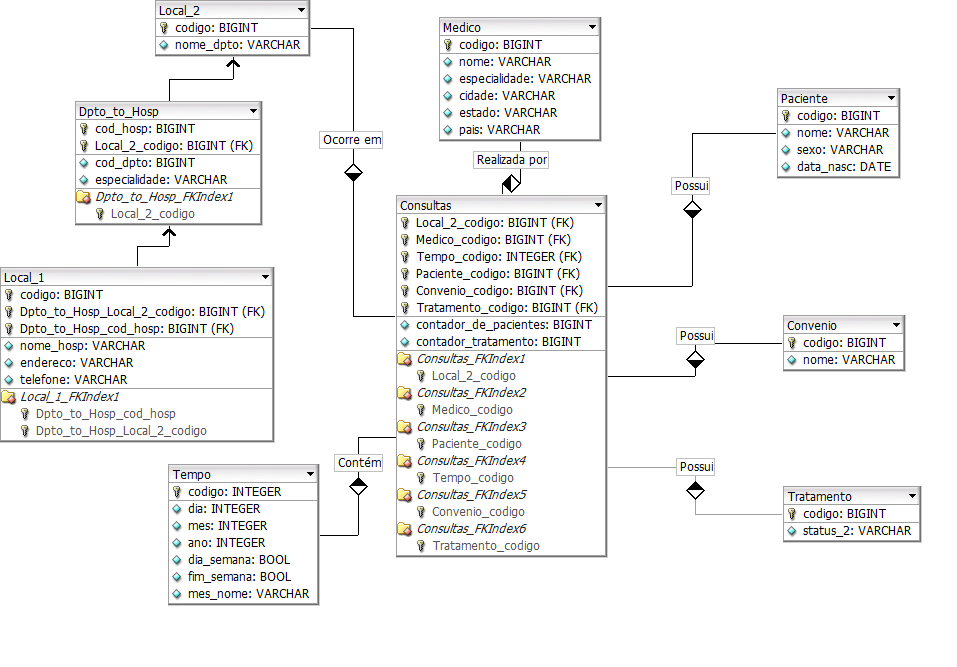 Local_2
codigo: BIGINT
nome_dpto: VARCHAR
Medico
codigo: BIGINT
nome: VARCHAR
especialidade: VARCHAR
cidade: VARCHAR
estado: VARCHAR
pais: VARCHAR
Paciente
codigo: BIGINT
nome: VARCHAR
sexo: VARCHAR
data_nasc: DATE
Dpto_to_Hosp
cod_hosp: BIGINT
Local_2_codigo: BIGINT (FK)
cod_dpto: BIGINT
especialidade: VARCHAR
Dpto_to_Hosp_FKIndex1
Local_2_codigo
Ocorre em
Realizada por
Possui
Consultas
Local_2_codigo: BIGINT (FK)
Medico_codigo: BIGINT (FK)
Tempo_codigo: INTEGER (FK)
Paciente_codigo: BIGINT (FK)
Convenio_codigo: BIGINT (FK)
Tratamento_codigo: BIGINT (FK)
contador_de_pacientes: BIGINT
contador_tratamento: BIGINT
Consultas_FKIndex1
Local_2_codigo
Consultas_FKIndex2
Medico_codigo
Consultas_FKIndex3
Paciente_codigo
Consultas_FKIndex4
Tempo_codigo
Consultas_FKIndex5
Convenio_codigo
Consultas_FKIndex6
Tratamento_codigo
Local_1
codigo: BIGINT
Dpto_to_Hosp_Local_2_codigo: BIGINT (FK)
Dpto_to_Hosp_cod_hosp: BIGINT (FK)
nome_hosp: VARCHAR
endereco: VARCHAR
telefone: VARCHAR
Local_1_FKIndex1
Dpto_to_Hosp_cod_hosp
Dpto_to_Hosp_Local_2_codigo
Possui
Convenio
codigo: BIGINT
nome: VARCHAR
Contém
Tempo
codigo: INTEGER
dia: INTEGER
mes: INTEGER
ano: INTEGER
dia_semana: BOOL
fim_semana: BOOL
mes_nome: VARCHAR
Possui
Tratamento
codigo: BIGINT
status_2: VARCHAR